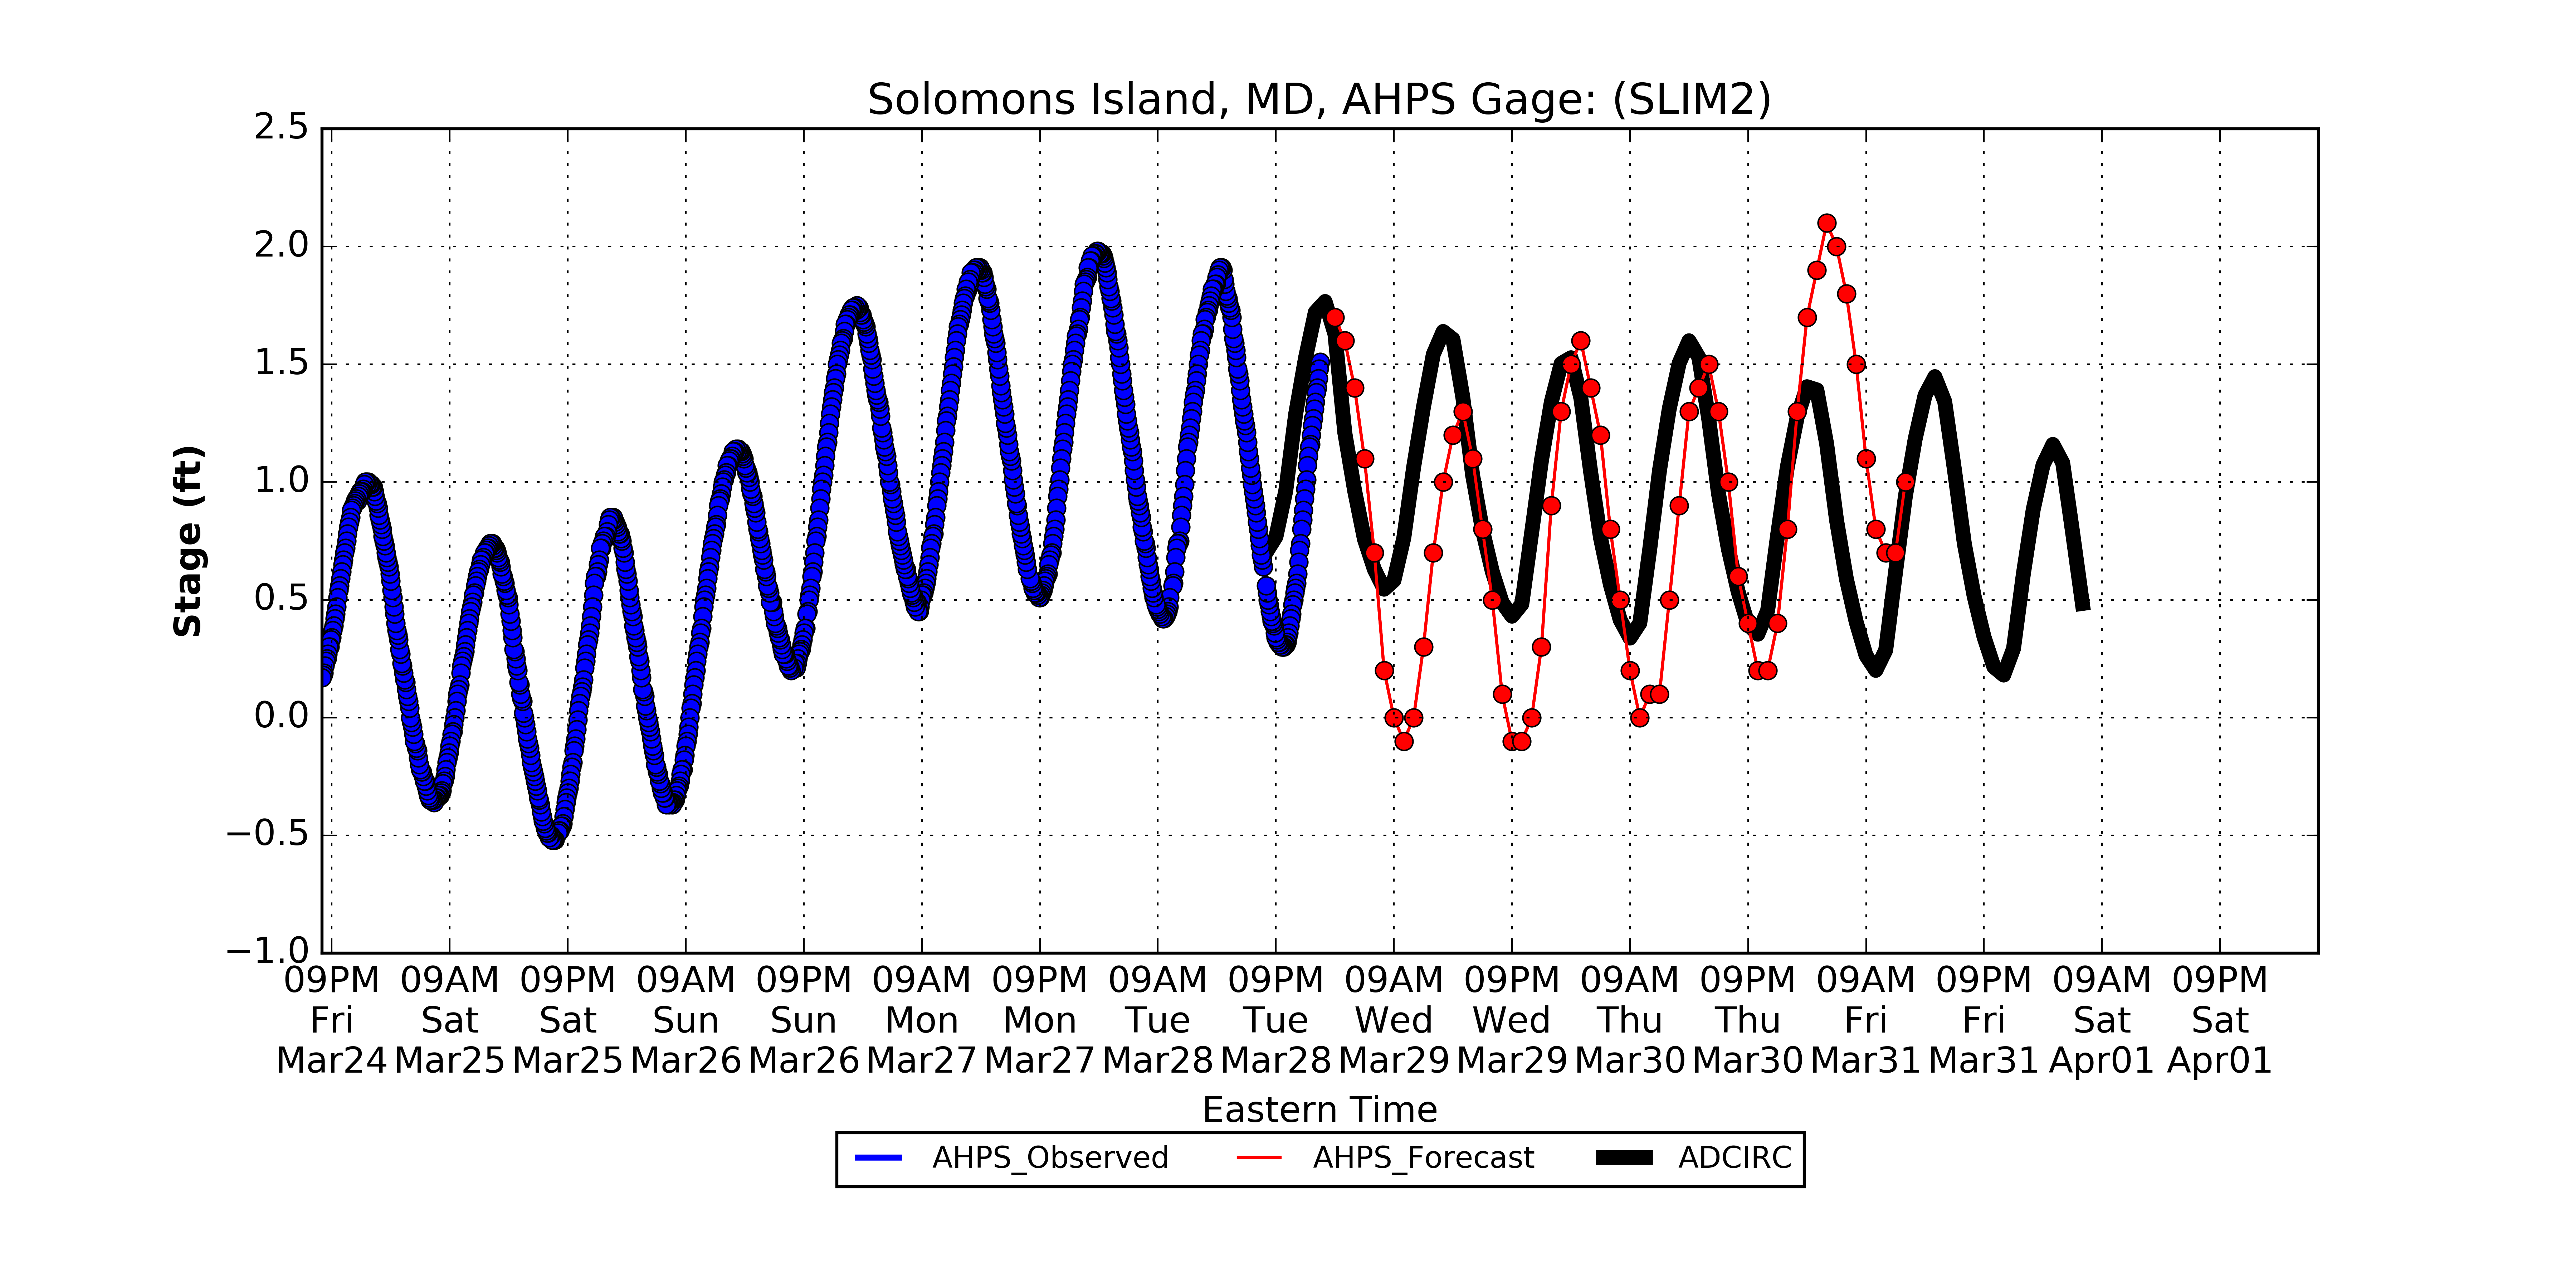 Solomons Island, MD, AHPS Gage: (SLIM2)
2.5
2.0
1.5
1.0
0.5
0.0
−0.5
−1.0
Stage (ft)
09PM 09AM 09PM 09AM 09PM 09AM 09PM 09AM 09PM 09AM 09PM 09AM 09PM 09AM 09PM 09AM 09PM
Fri Sat Sat Sun Sun Mon Mon Tue Tue Wed Wed Thu Thu Fri Fri Sat Sat
Mar24 Mar25 Mar25 Mar26 Mar26 Mar27 Mar27 Mar28 Mar28 Mar29 Mar29 Mar30 Mar30 Mar31 Mar31 Apr01 Apr01
Eastern Time
AHPS_Observed AHPS_Forecast ADCIRC